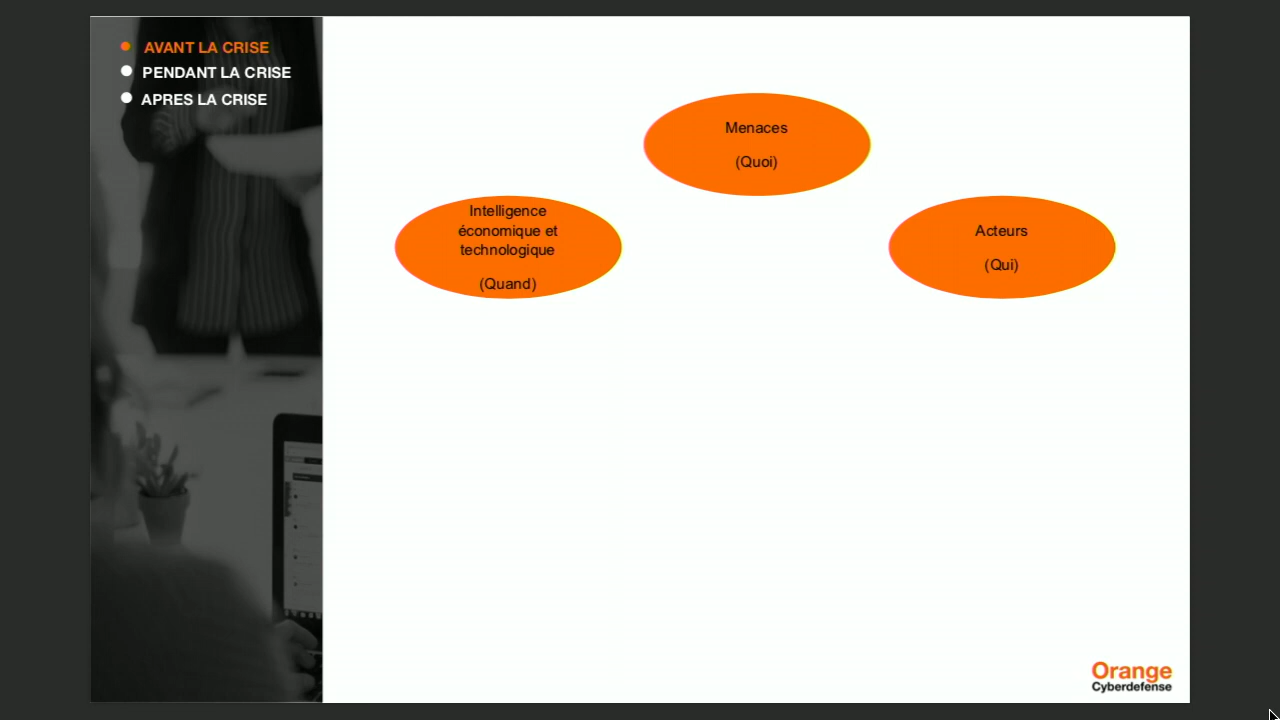 AVANT LA CRISE
PENDANT LA CRISE
APRES LA CRISE
Menaces
(Quoi)
Intelligence
économique et
technologique
(Quand)
Acteurs
(Qui)
Orange
Cyberdefense